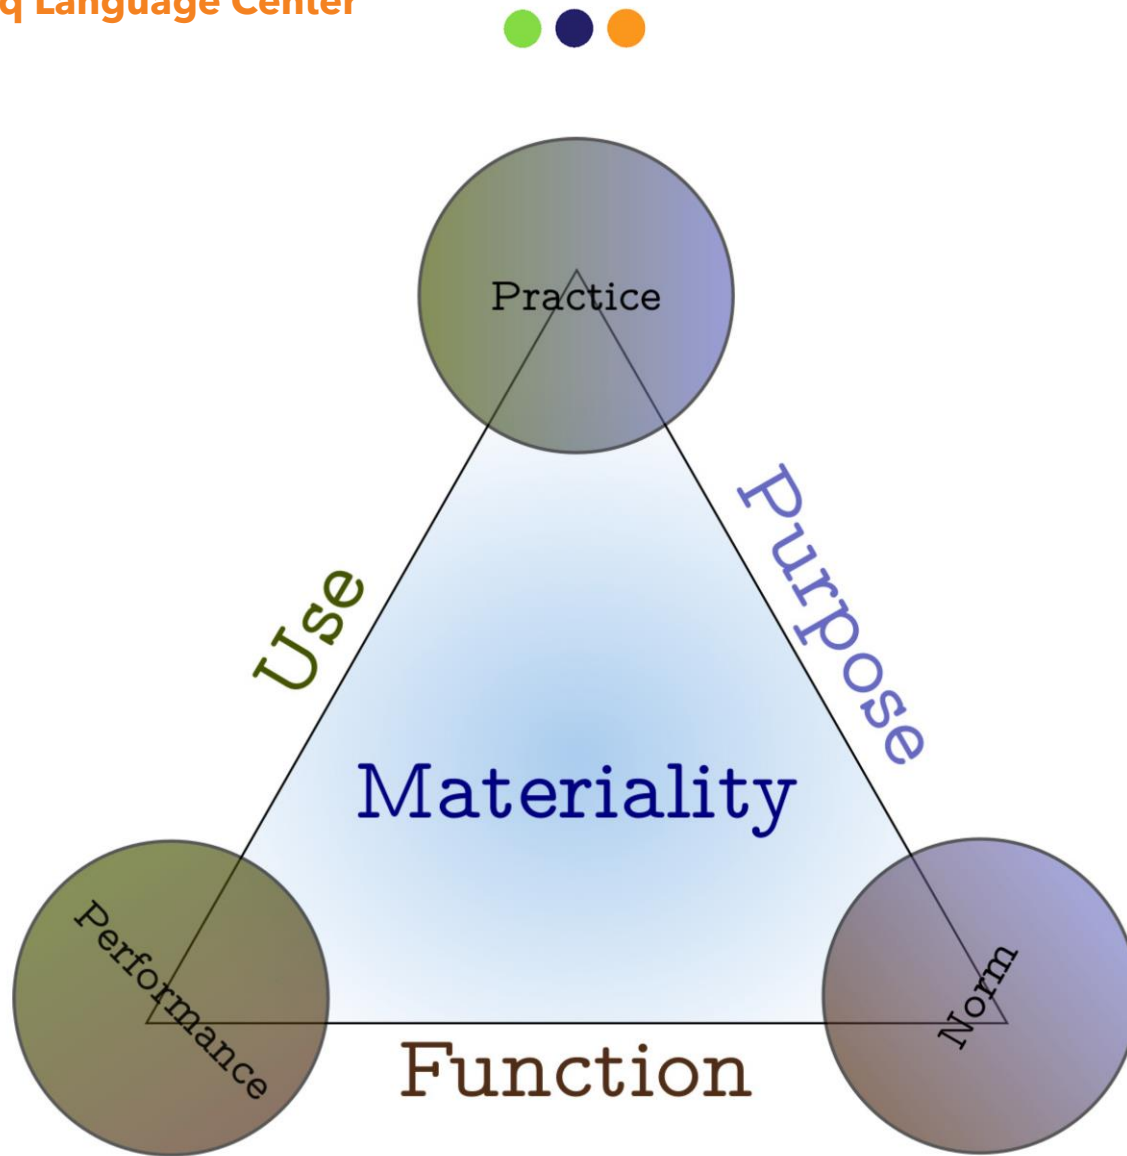 q Language Center
Practice
Purpose
Use
Materiality
Performance
Norm
Function